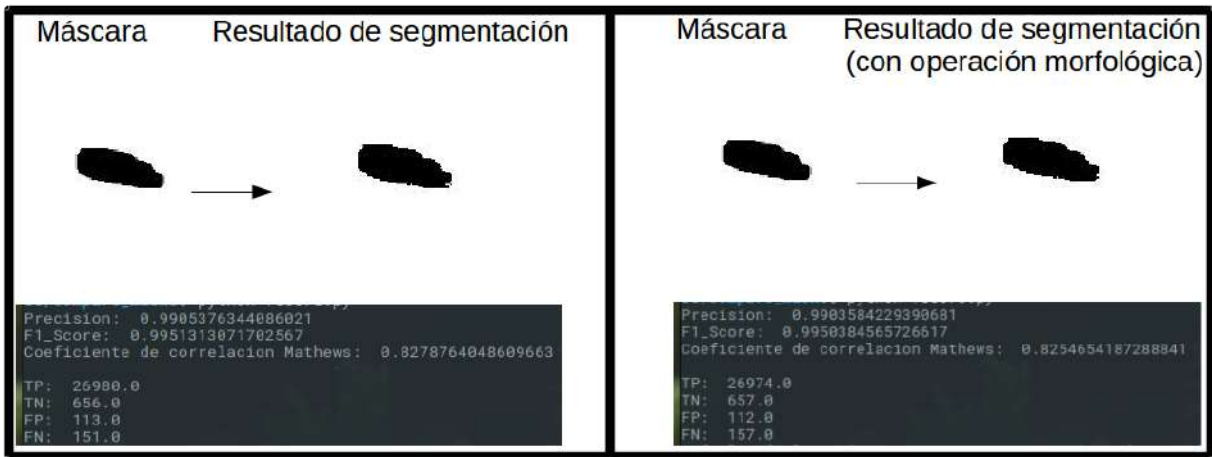 Máscara
Resultado de segmentación
Precision: 0.9905376344086021
F1_Score: 0.9951313071702567
Coeficiente de correlacion Mathews: 0.8278764048609663
TP: 26980.0
TN: 656.0
FP: 113.0
FN: 151.0
Máscara
Resultado de segmentación
(con operación morfológica)
Precision: 0.9903584229390681
F1_Score: 0.9950384565726617
Coeficiente de correlacion Mathews: 0.8254654187288841
TP: 26974.0
TN: 657.0
FP: 112.0
FN: 157.0